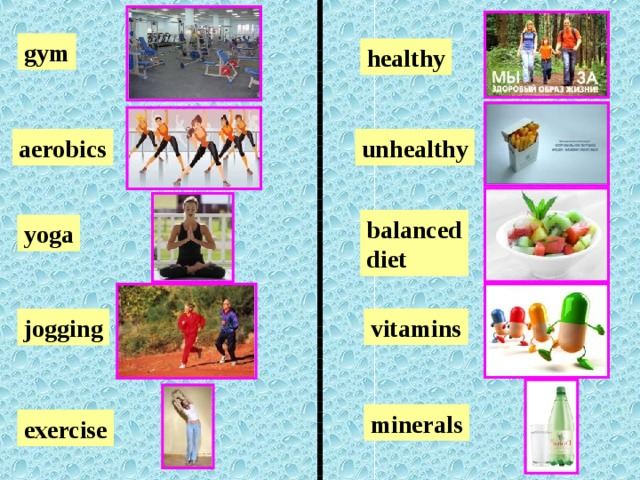 gym
aerobics
yoga
jogging
exercise
healthy
МЫ ЗА
ЗДОРОВЫЙ ОБРАЗ ЖИЗНИ!
unhealthy
balanced
diet
vitamins
minerals